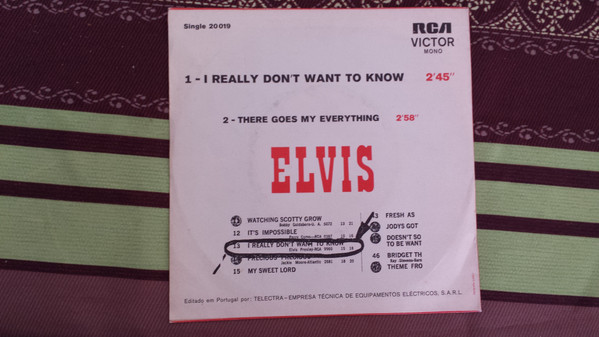 Single 20019
RCA
VICTOR
MONO
1 - I REALLY DON'T WANT TO KNOW 2'45"
2 - THERE GOES MY EVERYTHING 2'58"
ELVIS
WATCHING SCOTTY GROW
12 IT'S IMPOSSIBLE
13 I REALLY DON'T WANT TO KNOW
15 MY SWEET LORD
FRESH AS
JODYS GOT
DOESN'T SO
TO BE WANT
46 BRIDGET TH
THEME FRO
Editado em Portugal por: TELECTRA - EMPRESA TÉCNICA DE EQUIPAMENTOS ELECTRICOS, S.A.R.L.